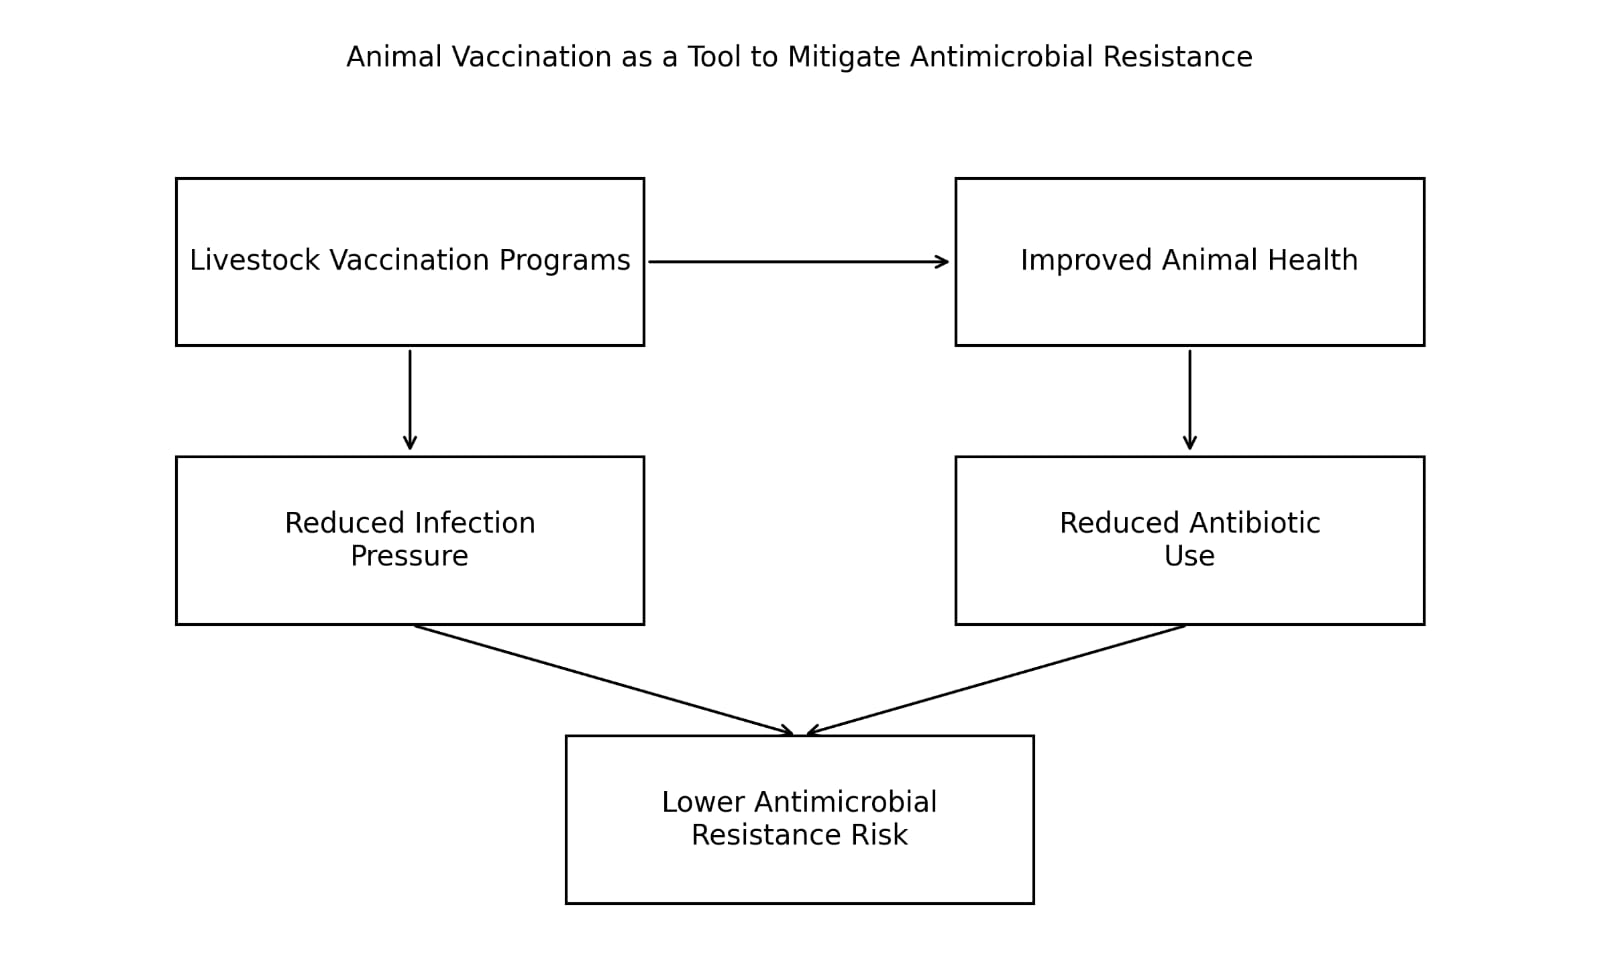 Animal Vaccination as a Tool to Mitigate Antimicrobial Resistance
Livestock Vaccination Programs
Improved Animal Health
Reduced Infection
Pressure
Reduced Antibiotic
Use
Lower Antimicrobial
Resistance Risk